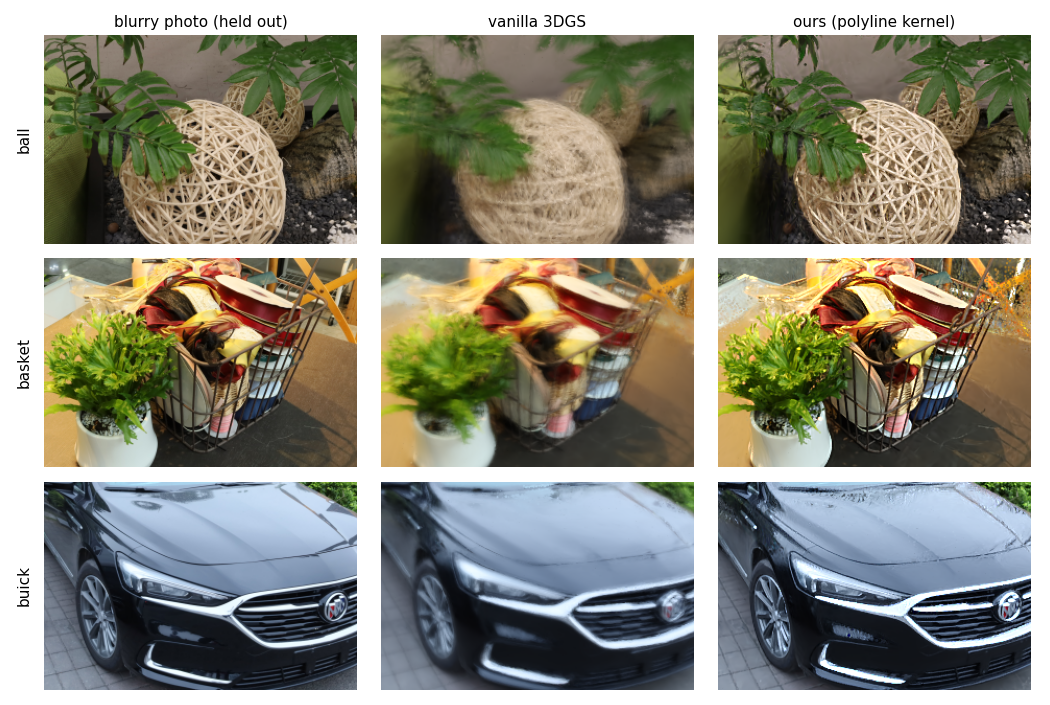 blurry photo (held out)
vanilla 3DGS
ours (polyline kernel)
ball
basket
buick